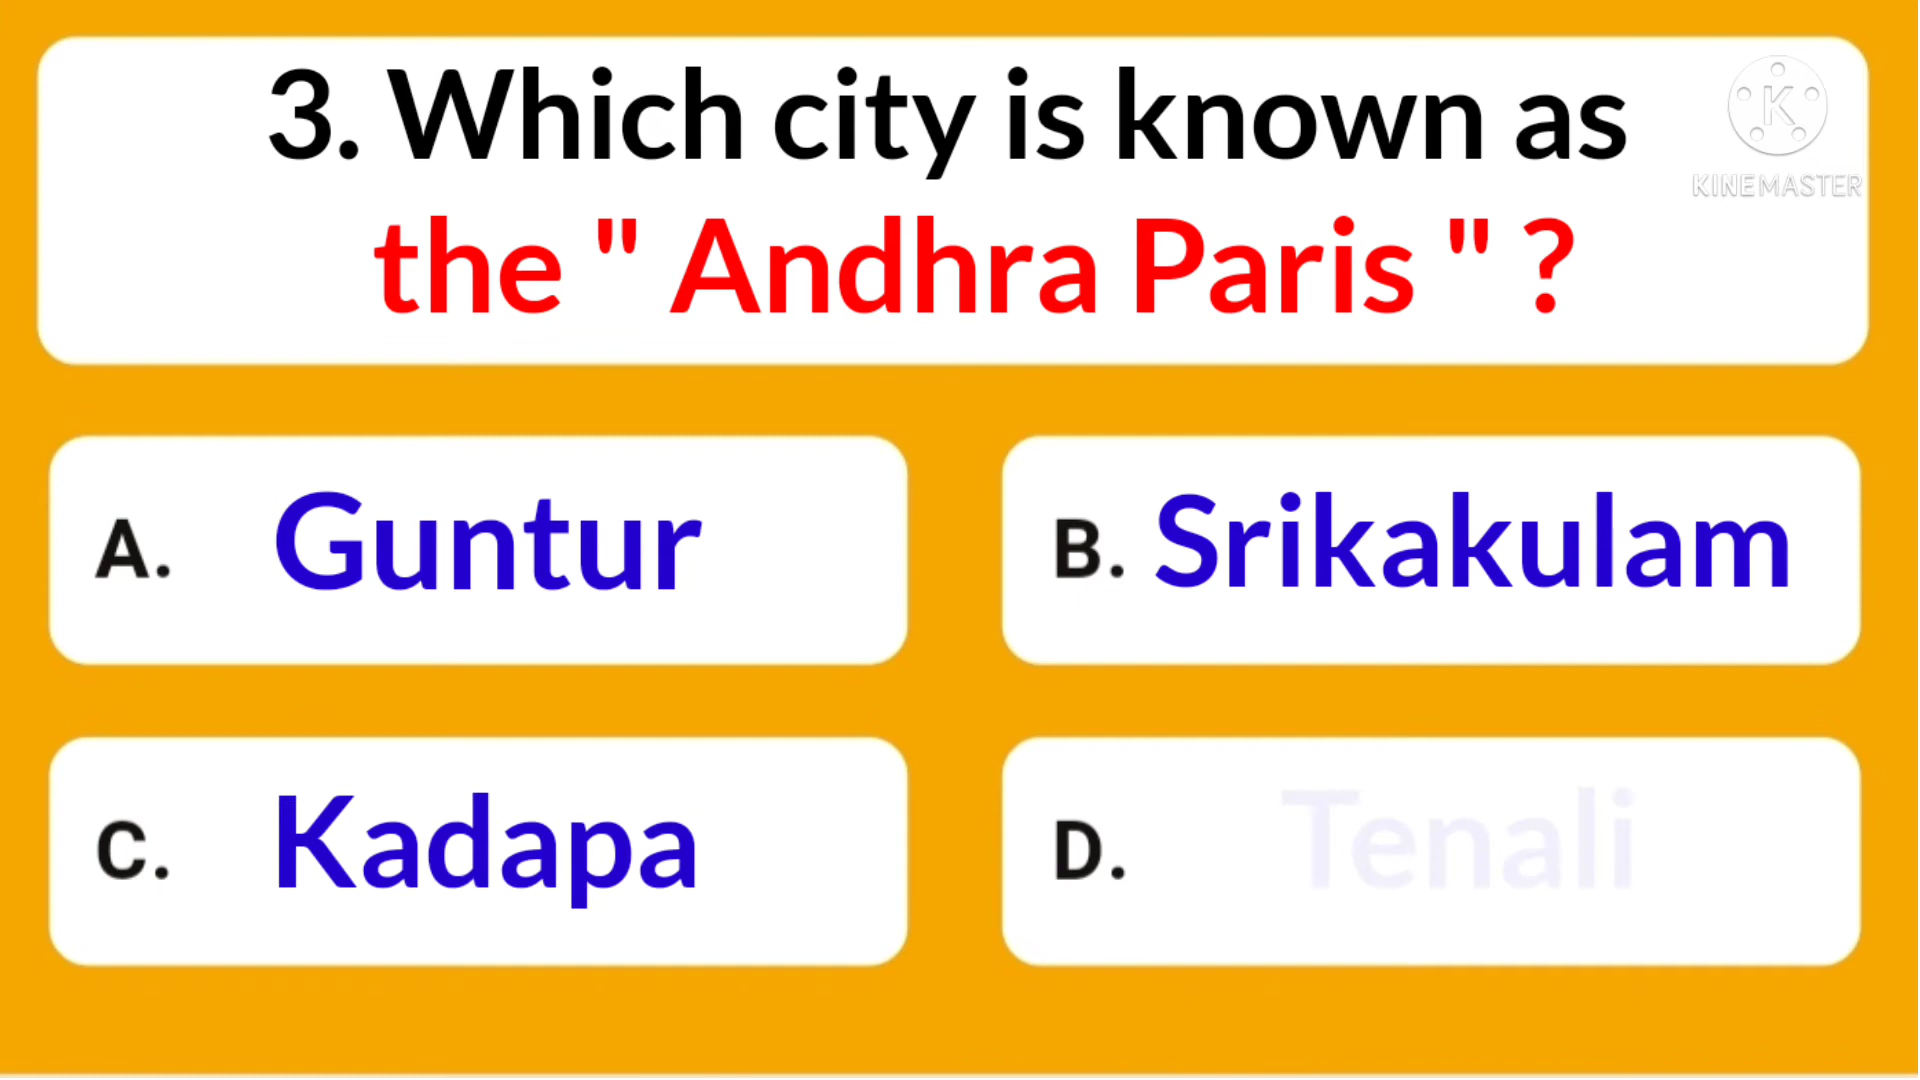 3. Which city is known as
the " Andhra Paris " ?
KINEMASTER
A. Guntur
B. Srikakulam
C. Kadapa
D. Tenali